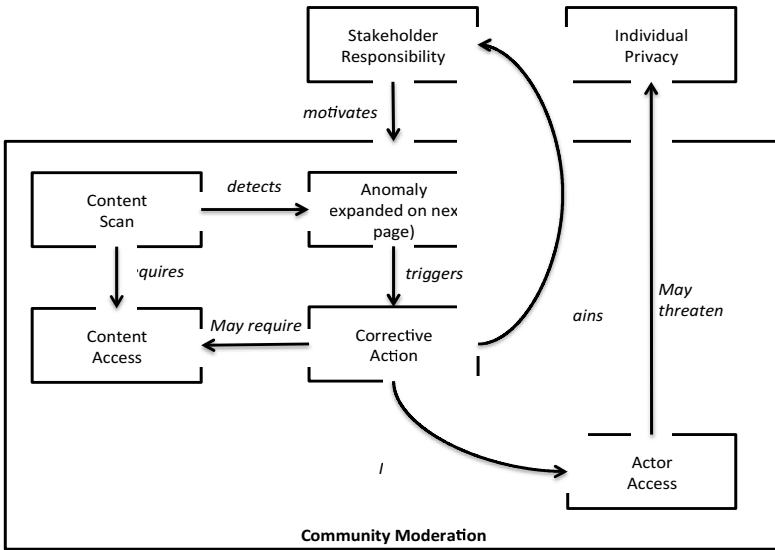 Stakeholder
Responsibility
Individual
Privacy
motivates
Content
Scan
detects
Anomaly
expanded on nex
page)
equires
triggers
May
threaten
Content
Access
May require
Corrective
Action
ains
I
Actor
Access
Community Moderation